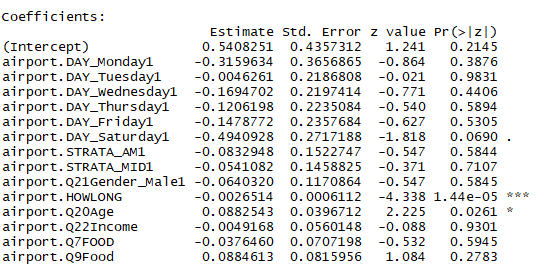 Coefficients:
Estimate Std. Error z value Pr(>|z|)
(Intercept) 0.5408251 0.4357312 1.241 0.2145
airport.DAY_Monday1 -0.3159634 0.3656865 -0.864 0.3876
airport.DAY_Tuesday1 -0.0046261 0.2186808 -0.021 0.9831
airport.DAY_Wednesday1 -0.1694702 0.2197414 -0.771 0.4406
airport.DAY_Thursday1 -0.1206198 0.2235084 -0.540 0.5894
airport.DAY_Friday1 -0.1478772 0.2357684 -0.627 0.5305
airport.DAY_Saturday1 -0.4940928 0.2717188 -1.818 0.0690 .
airport.STRATA_AM1 -0.0832948 0.1522747 -0.547 0.5844
airport.STRATA_MID1 -0.0541082 0.1458825 -0.371 0.7107
airport.Q21Gender_Male1 -0.0640320 0.1170864 -0.547 0.5845
airport.HOWLONG -0.0026514 0.0006112 -4.338 1.44e-05 ***
airport.Q20Age 0.0882543 0.0396712 2.225 0.0261 *
airport.Q22Income -0.0049168 0.0560148 -0.088 0.9301
airport.Q7FOOD -0.0376460 0.0707198 -0.532 0.5945
airport.Q9Food 0.0884613 0.0815956 1.084 0.2783